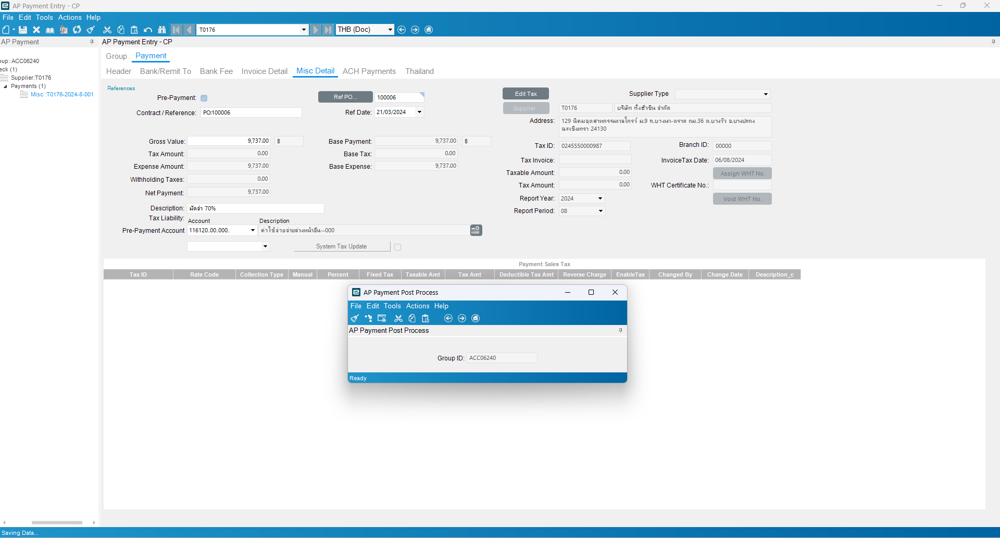 AP Payment Entry - CP
File Edit Tools Actions Help
T0176 THB (Doc)
AP Payment
AP Payment Entry - CP
oup: ACC06240
eck (1)
Supplier:T0176
Payments (1)
Misc :T0176-2024-8-001
Group Payment
Header Bank/Remit To Bank Fee Invoice Detail Misc Detail ACH Payments Thailand
References
Pre-Payment: Ref PO... 100006
Contract / Reference: PO:100006 Ref Date: 21/03/2024
Gross Value: 9,737.00 ฿ Base Payment: 9,737.00 ฿
Tax Amount: 0.00 Base Tax: 0.00
Expense Amount: 9,737.00 Base Expense: 9,737.00
Withholding Taxes: 0.00
Net Payment: 9,737.00
Description: มัดจำ 70%
Tax Liability: Account Description
Pre-Payment Account 116120.00.000. ค่าใช้จ่ายจ่ายล่วงหน้าอื่น--000
System Tax Update
Edit Tax Supplier Type
Supplier... T0176 บริษัท ทั่งฮั่วซิน จำกัด
Address: 129 นิคมอุตสาหกรรมเวลโกรว์ ม.9 ถ.บางนา-ตราด กม.36 ต.บางวัว อ.บางปะกง
ฉะเชิงเทรา 24130
Tax ID: 0245550000987 Branch ID: 00000
Tax Invoice: InvoiceTax Date: 06/08/2024
Taxable Amount: 0.00 Assign WHT No.
Tax Amount: 0.00 WHT Certificate No.:
Report Year: 2024 Void WHT No.
Report Period: 08
Payment Sales Tax
Tax ID Rate Code Collection Type Manual Percent Fixed Tax Taxable Amt Tax Amt Deductible Tax Amt Reverse Charge EnableTax Changed By Change Date Description_c
AP Payment Post Process
File Edit Tools Actions Help
AP Payment Post Process
Group ID: ACC06240
Ready
Saving Data...